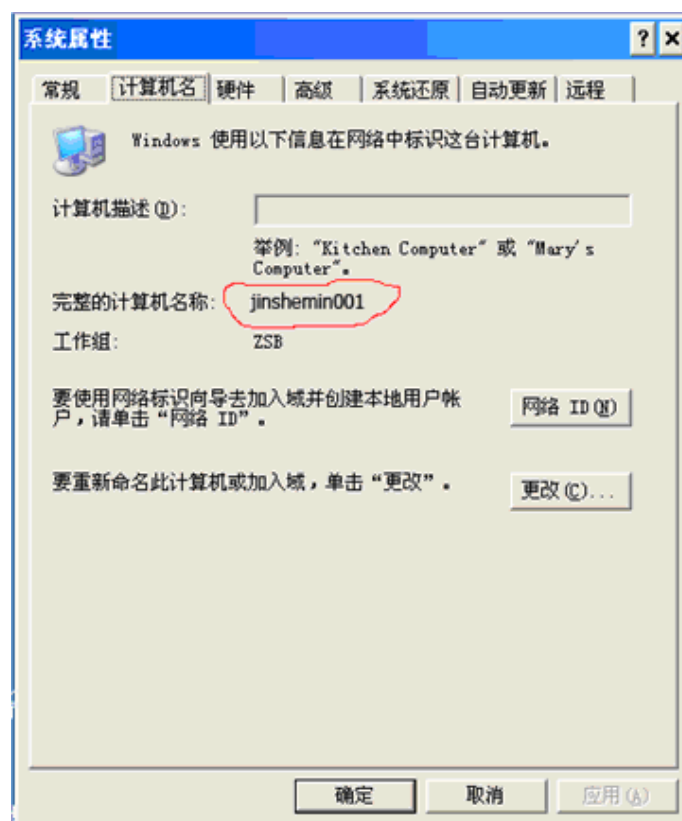 系统属性
? ×
常规 计算机名 硬件 高级 系统还原 自动更新 远程
Windows 使用以下信息在网络中标识这台计算机。
计算机描述(D):
举例: "Kitchen Computer" 或 "Mary's
Computer"。
完整的计算机名称: jinshemin001
工作组: ZSB
要使用网络标识向导去加入域并创建本地用户帐
户，请单击“网络 ID”。
网络 ID(N)
要重新命名此计算机或加入域，单击“更改”。
更改(C)...
确定 取消 应用(A)